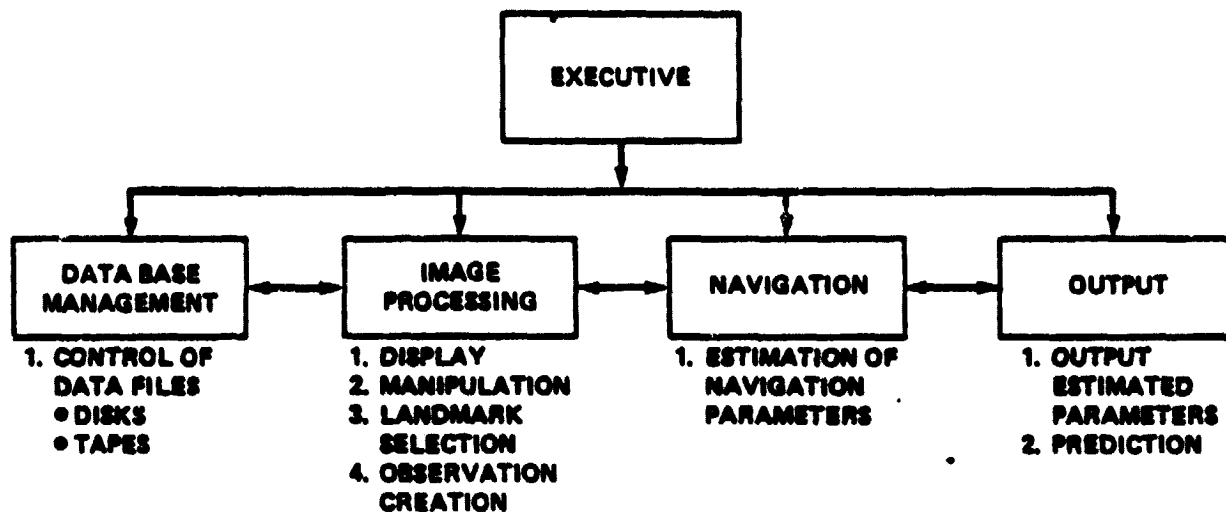 EXECUTIVE
DATA BASE
MANAGEMENT
1. CONTROL OF
DATA FILES
• DISKS
• TAPES
IMAGE
PROCESSING
1. DISPLAY
2. MANIPULATION
3. LANDMARK
SELECTION
4. OBSERVATION
CREATION
NAVIGATION
1. ESTIMATION OF
NAVIGATION
PARAMETERS
OUTPUT
1. OUTPUT
ESTIMATED
PARAMETERS
2. PREDICTION